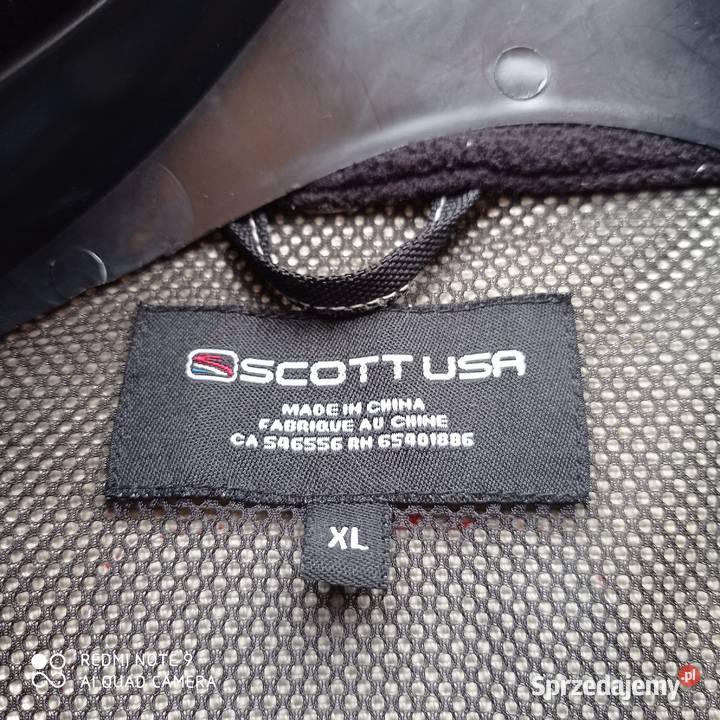 SCOTT USA
MADE IN CHINA
FABRIQUE AU CHINE
CA 546556 RN 65401886
XL
REDMI NOTE 9
AI QUAD CAMERA
Sprzedajemy.pl